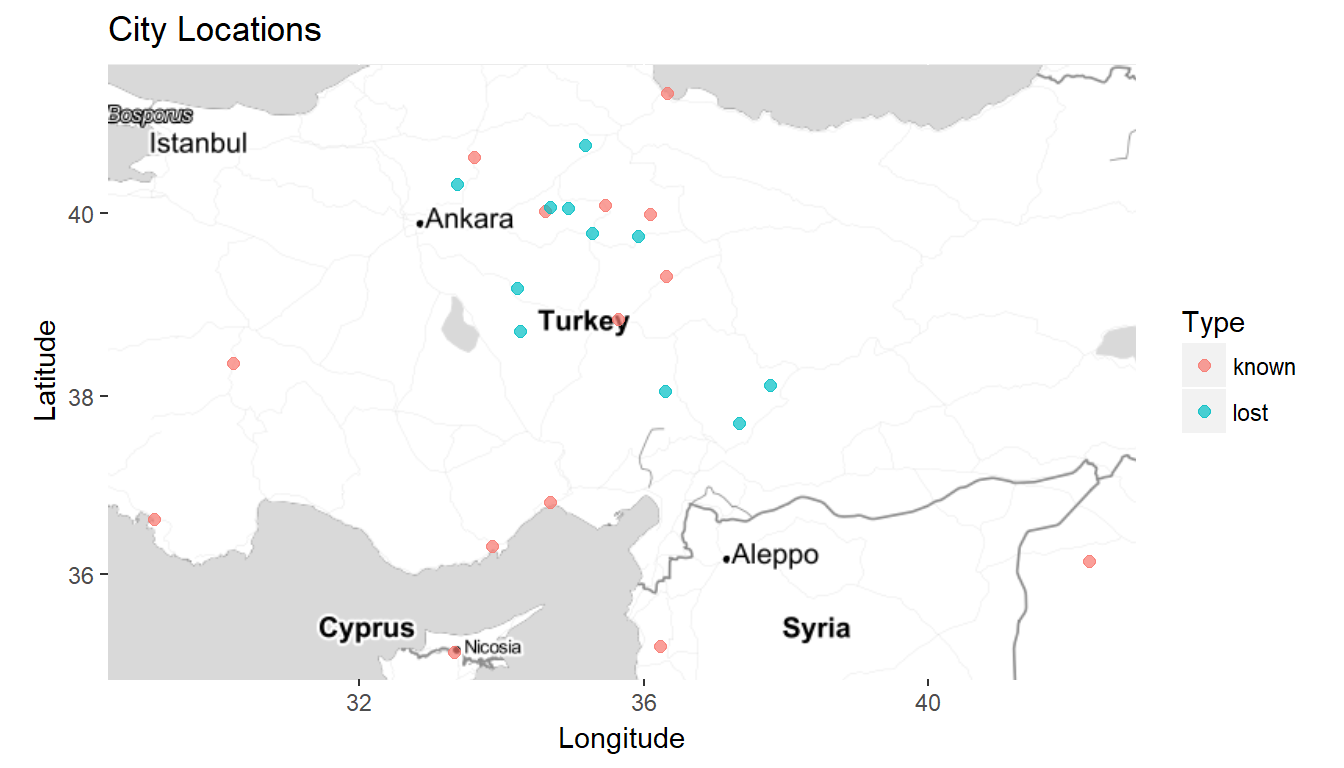 City Locations
Bosporus
Istanbul
Ankara
Turkey
Aleppo
Cyprus
Syria
Nicosia
40
38
36
Latitude
32 36 40
Longitude
Type
known
lost